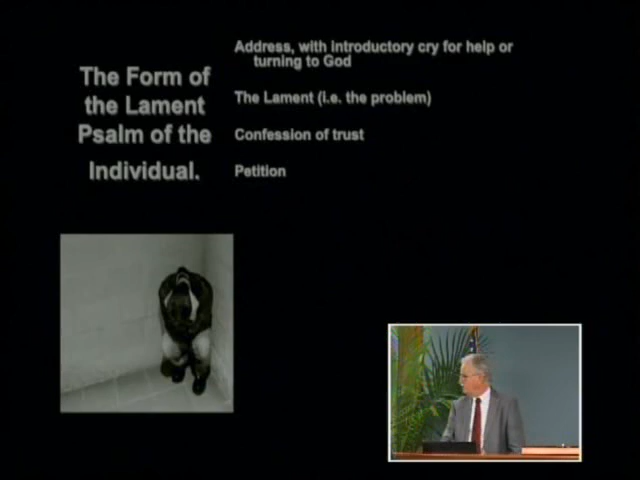 The Form of
the Lament
Psalm of the
Individual.
Address, with introductory cry for help or
turning to God
The Lament (i.e. the problem)
Confession of trust
Petition